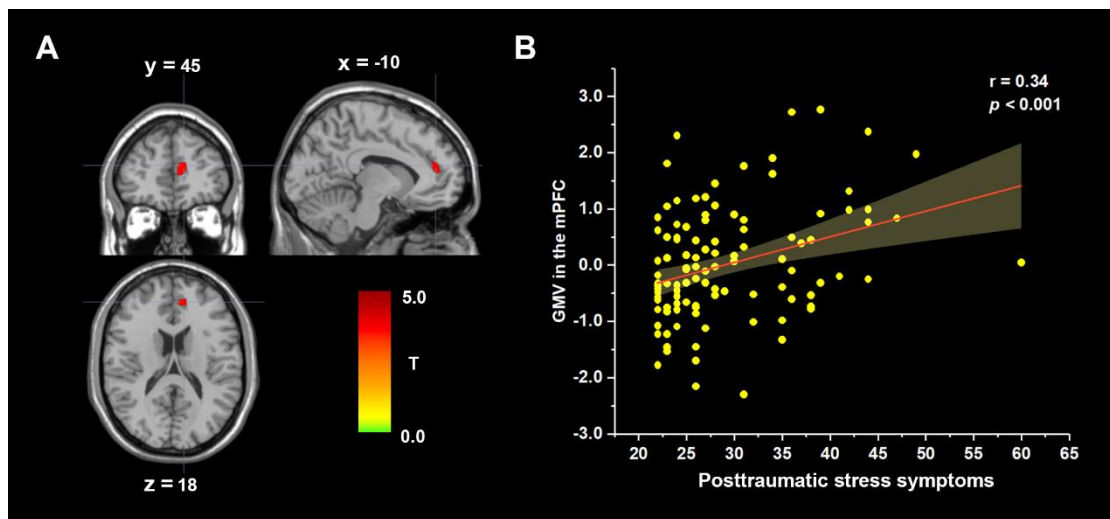 A
y = 45
x = -10
5.0
T
0.0
z = 18
B
r = 0.34
p < 0.001
GMV in the mPFC
3.0
2.0
1.0
0.0
-1.0
-2.0
-3.0
20 25 30 35 40 45 50 55 60 65
Posttraumatic stress symptoms